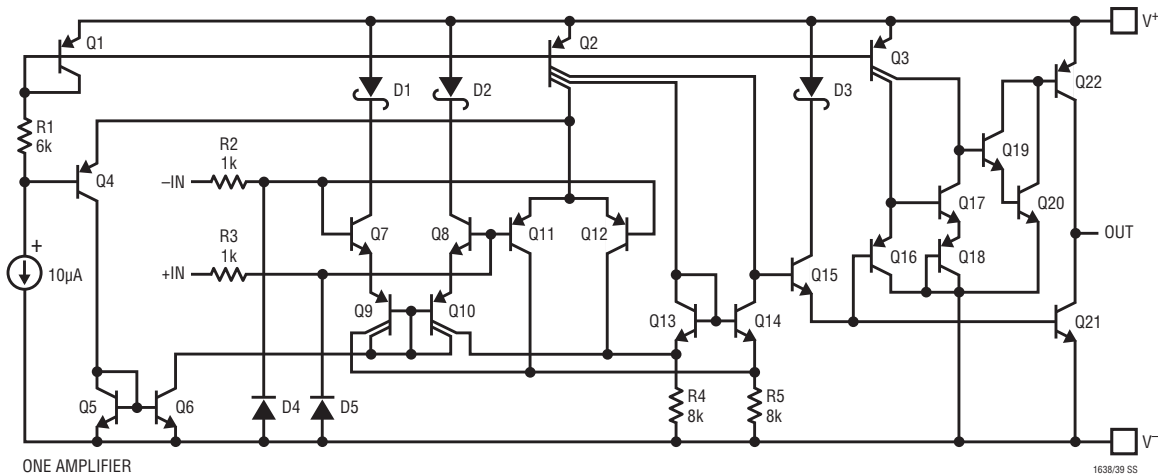 V+
Q1
Q2
Q3
D1
D2
D3
Q22
R1
6k
R2
1k
Q19
Q4
–IN
Q20
Q17
Q7
Q8
Q11
Q12
OUT
R3
1k
+
10µA
+IN
Q15
Q16
Q18
Q9
Q10
Q13
Q14
Q21
Q5
Q6
D4
D5
R4
8k
R5
8k
V–
ONE AMPLIFIER
1638/39 SS